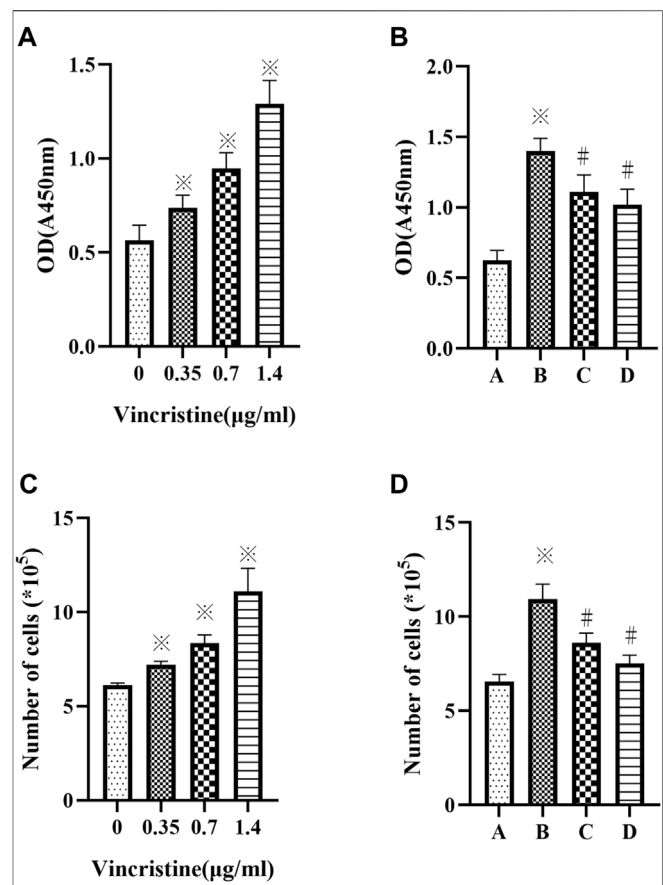 A
OD(A450nm)
1.5
1.0
0.5
0.0
※
※
※
0
0.35
0.7
1.4
Vincristine(μg/ml)
B
OD(A450nm)
2.0
1.5
1.0
0.5
0.0
※
#
#
A
B
C
D
C
Number of cells (*10⁵)
15
10
5
0
※
※
※
0
0.35
0.7
1.4
Vincristine(μg/ml)
D
Number of cells (*10⁵)
15
10
5
0
※
#
#
A
B
C
D